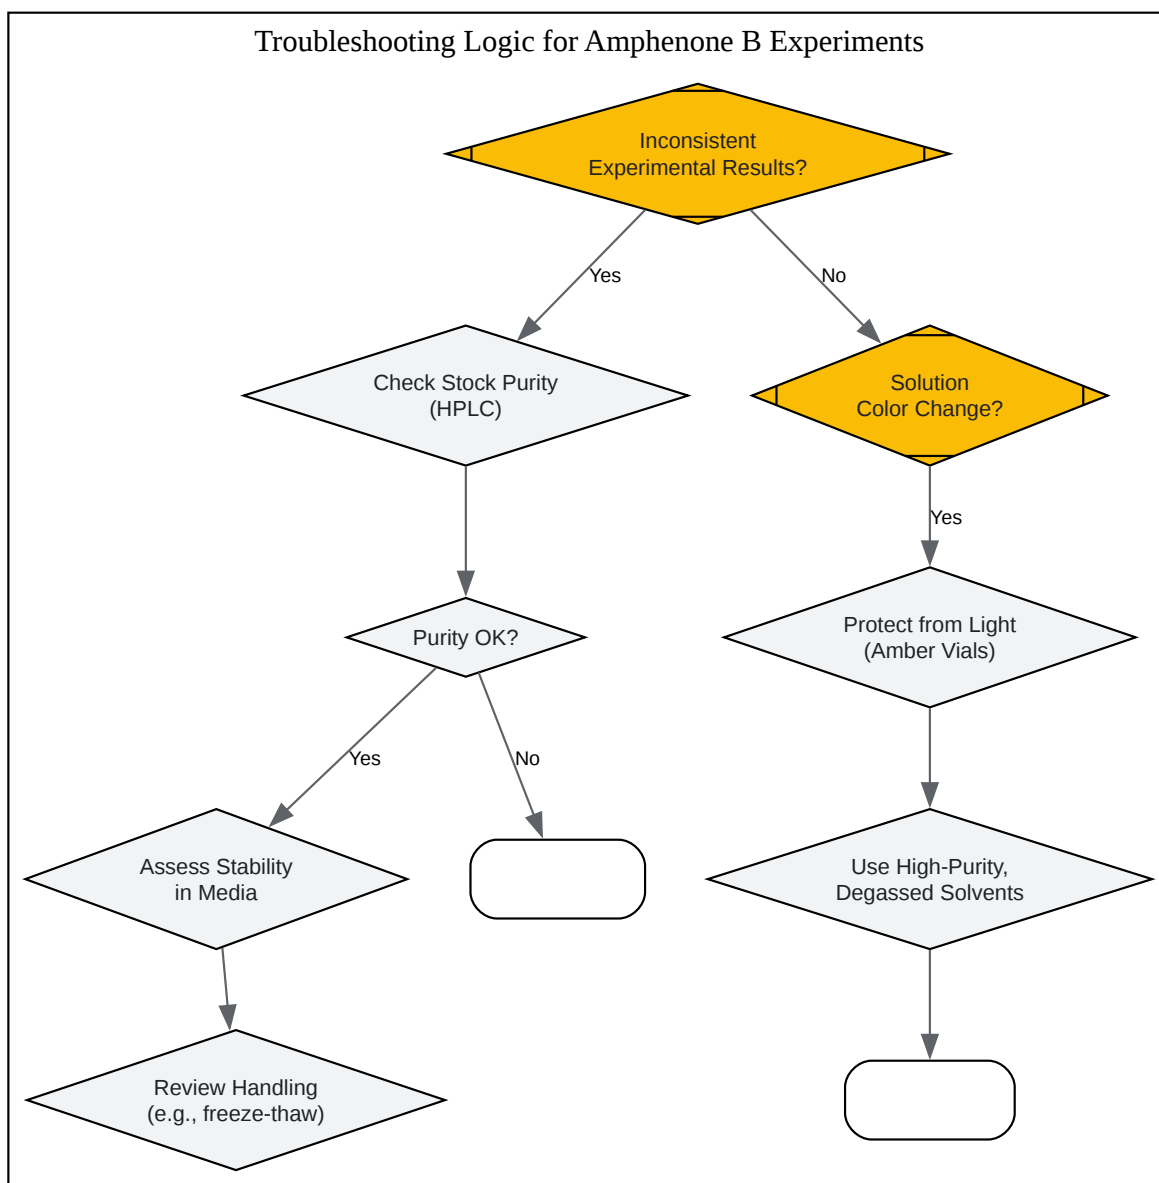 Troubleshooting Logic for Amphenone B Experiments
Inconsistent
Experimental Results?
Yes
No
Check Stock Purity
(HPLC)
Solution
Color Change?
Yes
Purity OK?
Protect from Light
(Amber Vials)
Yes
No
Assess Stability
in Media
Use High-Purity,
Degassed Solvents
Review Handling
(e.g., freeze-thaw)